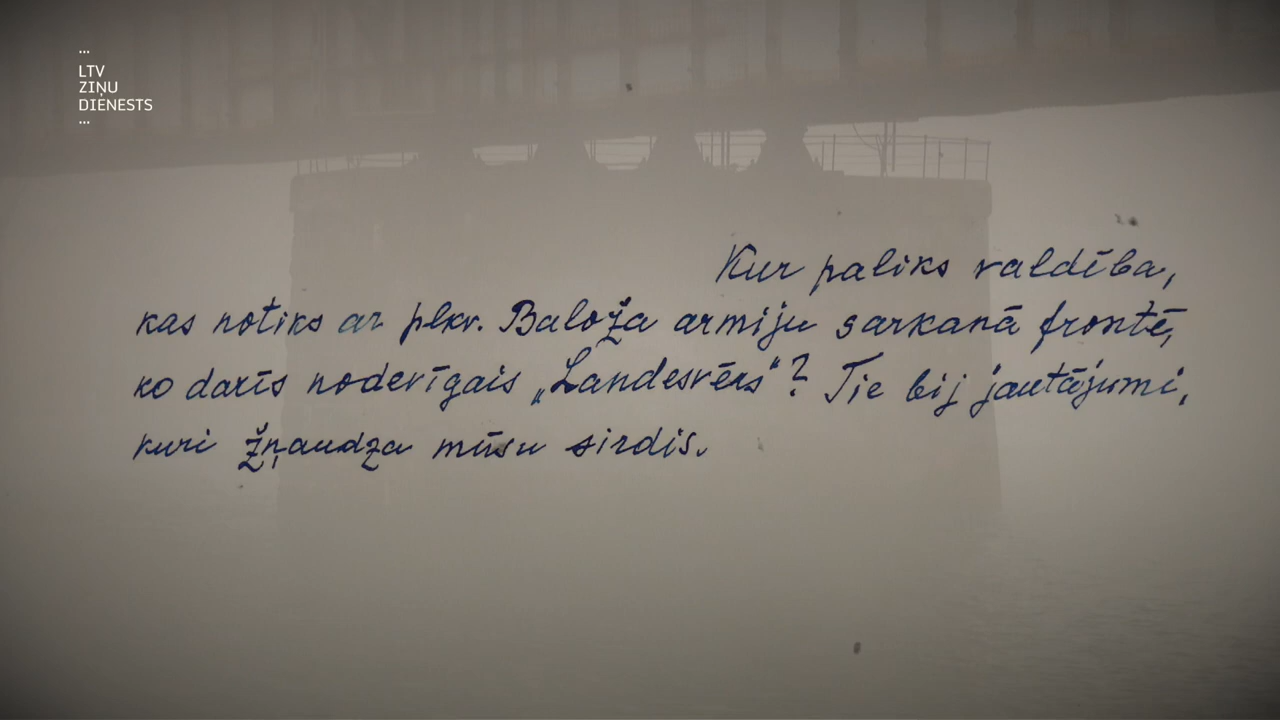 ...
LTV
ZIŅU
DIENESTS
...
Kur paliks valdība,
kas notiks ar plkv. Baloža armiju sarkanā frontē,
ko darīs noderīgais „Landesvērs"? Tie bij jautājumi,
kuri žņaudza mūsu sirdis.